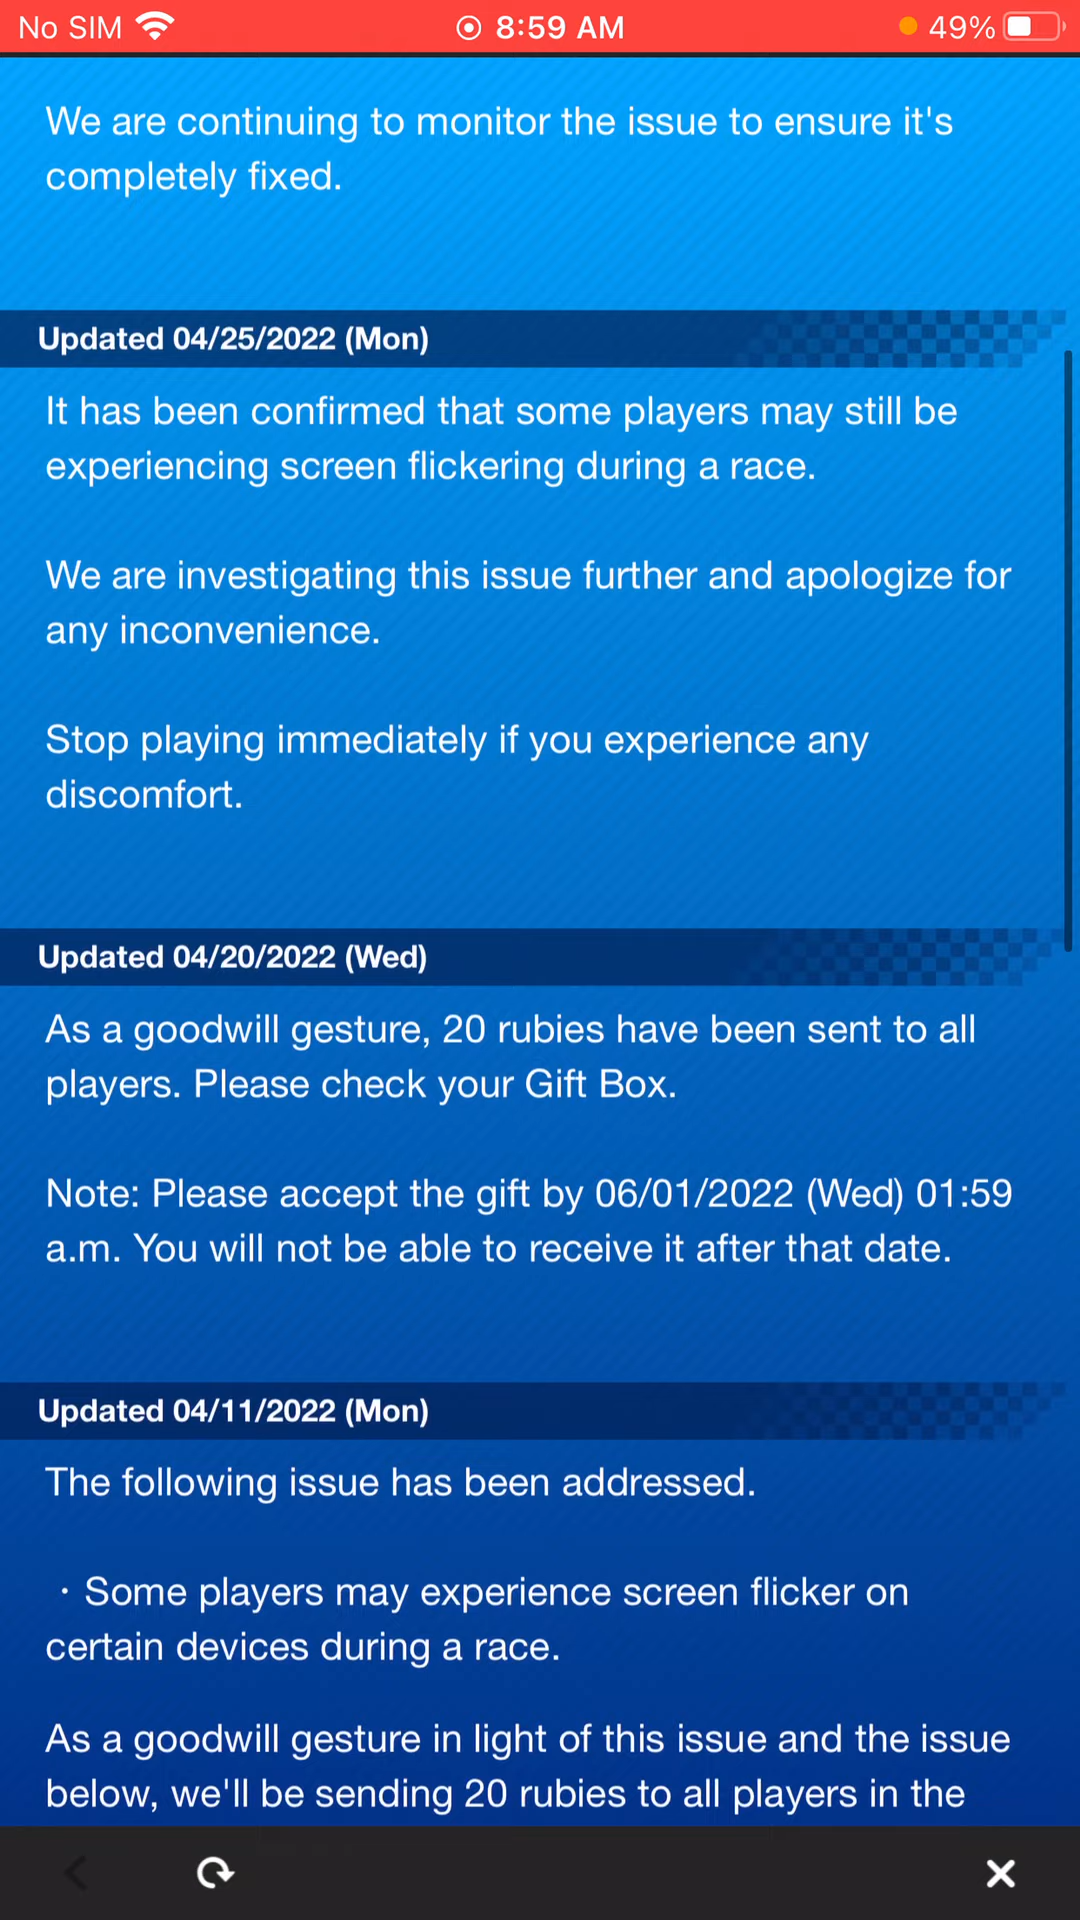 No SIM 8:59 AM 49%
We are continuing to monitor the issue to ensure it's
completely fixed.
Updated 04/25/2022 (Mon)
It has been confirmed that some players may still be
experiencing screen flickering during a race.
We are investigating this issue further and apologize for
any inconvenience.
Stop playing immediately if you experience any
discomfort.
Updated 04/20/2022 (Wed)
As a goodwill gesture, 20 rubies have been sent to all
players. Please check your Gift Box.
Note: Please accept the gift by 06/01/2022 (Wed) 01:59
a.m. You will not be able to receive it after that date.
Updated 04/11/2022 (Mon)
The following issue has been addressed.
・Some players may experience screen flicker on
certain devices during a race.
As a goodwill gesture in light of this issue and the issue
below, we'll be sending 20 rubies to all players in the